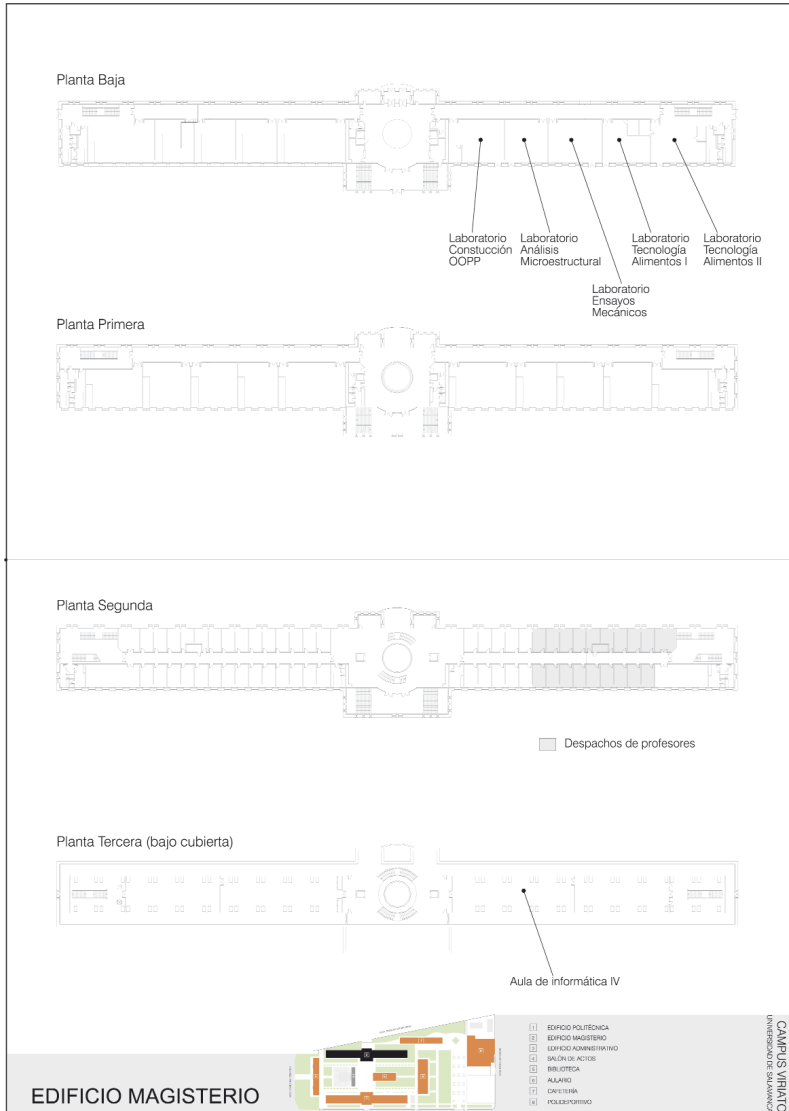 Planta Baja
Laboratorio
Constucción
OOPP
Laboratorio
Análisis
Microestructural
Laboratorio
Ensayos
Mecánicos
Laboratorio
Tecnología
Alimentos I
Laboratorio
Tecnología
Alimentos II
Planta Primera
Planta Segunda
Despachos de profesores
Planta Tercera (bajo cubierta)
Aula de informática IV
EDIFICIO MAGISTERIO
1 EDIFICIO POLITÉCNICA
2 EDIFICIO MAGISTERIO
3 EDIFICIO ADMINISTRATIVO
4 SALÓN DE ACTOS
5 BIBLIOTECA
6 AULARIO
7 CAFETERÍA
8 POLIDEPORTIVO
CAMPUS VIRIATO
UNIVERSIDAD DE SALAMANCA